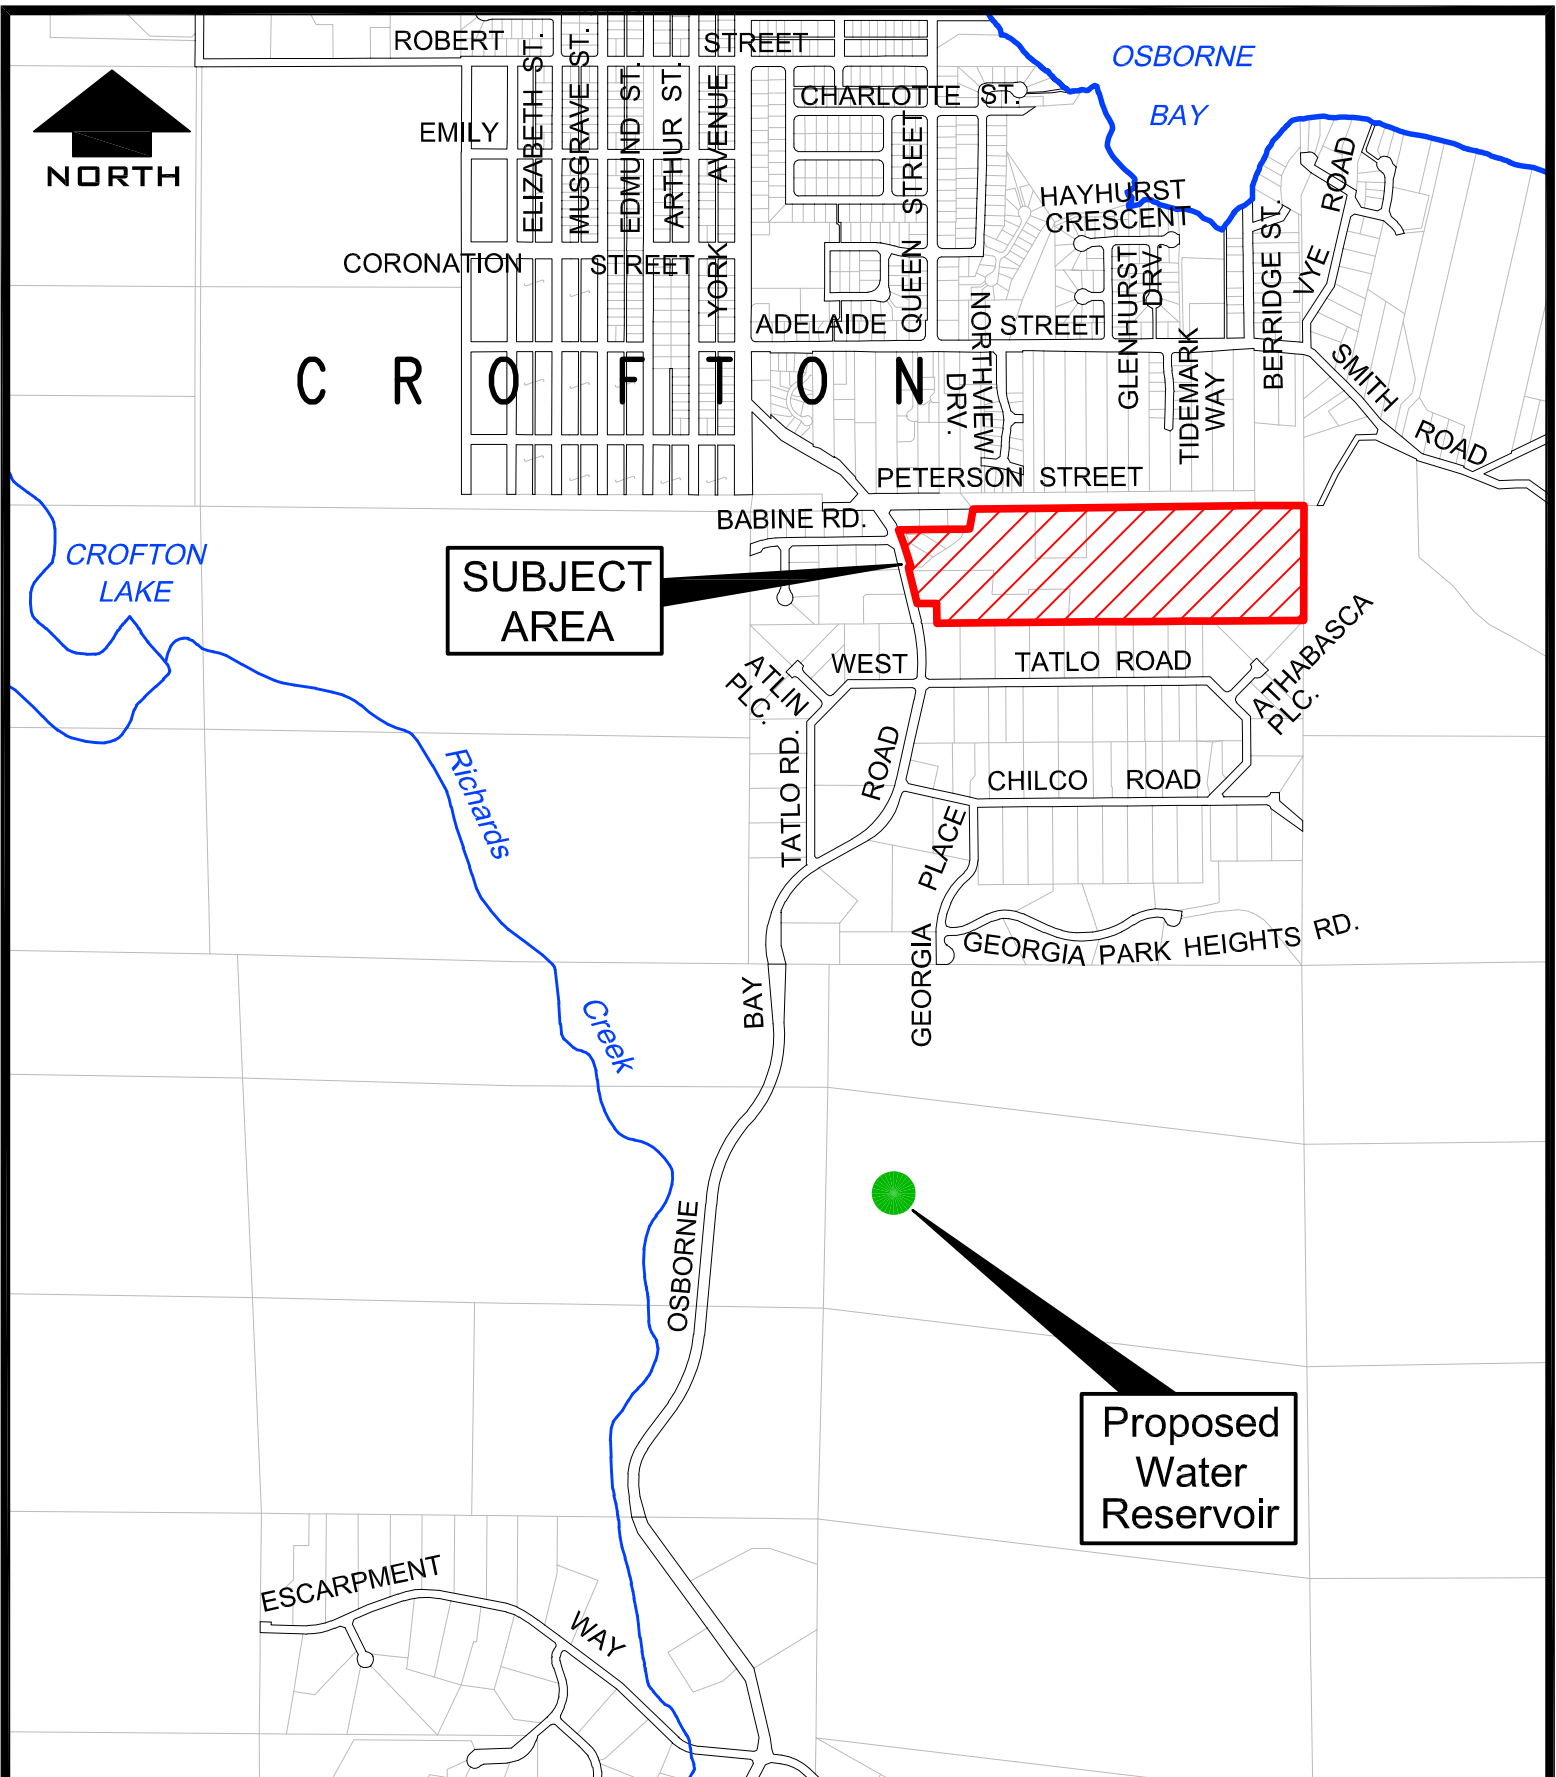 ROBERT STREET
OSBORNE
BAY
NORTH
ELIZABETH ST.
MUSGRAVE ST.
EDMUND ST.
ARTHUR ST.
YORK AVENUE
CHARLOTTE ST.
EMILY
QUEEN STREET
HAYHURST
CRESCENT
VYE ROAD
CORONATION STREET
GLENHURST
DRV.
BERRIDGE ST.
ADELAIDE STREET
NORTHVIEW
DRV.
TIDEMARK
WAY
SMITH ROAD
CROFTON
PETERSON STREET
BABINE RD.
CROFTON
LAKE
SUBJECT
AREA
WEST TATLO ROAD
ATLIN
PLC.
ATHABASCA
PLC.
TATLO RD.
OSBORNE BAY ROAD
CHILCO ROAD
GEORGIA PLACE
GEORGIA PARK HEIGHTS RD.
Richards Creek
Proposed
Water
Reservoir
ESCARPMENT WAY